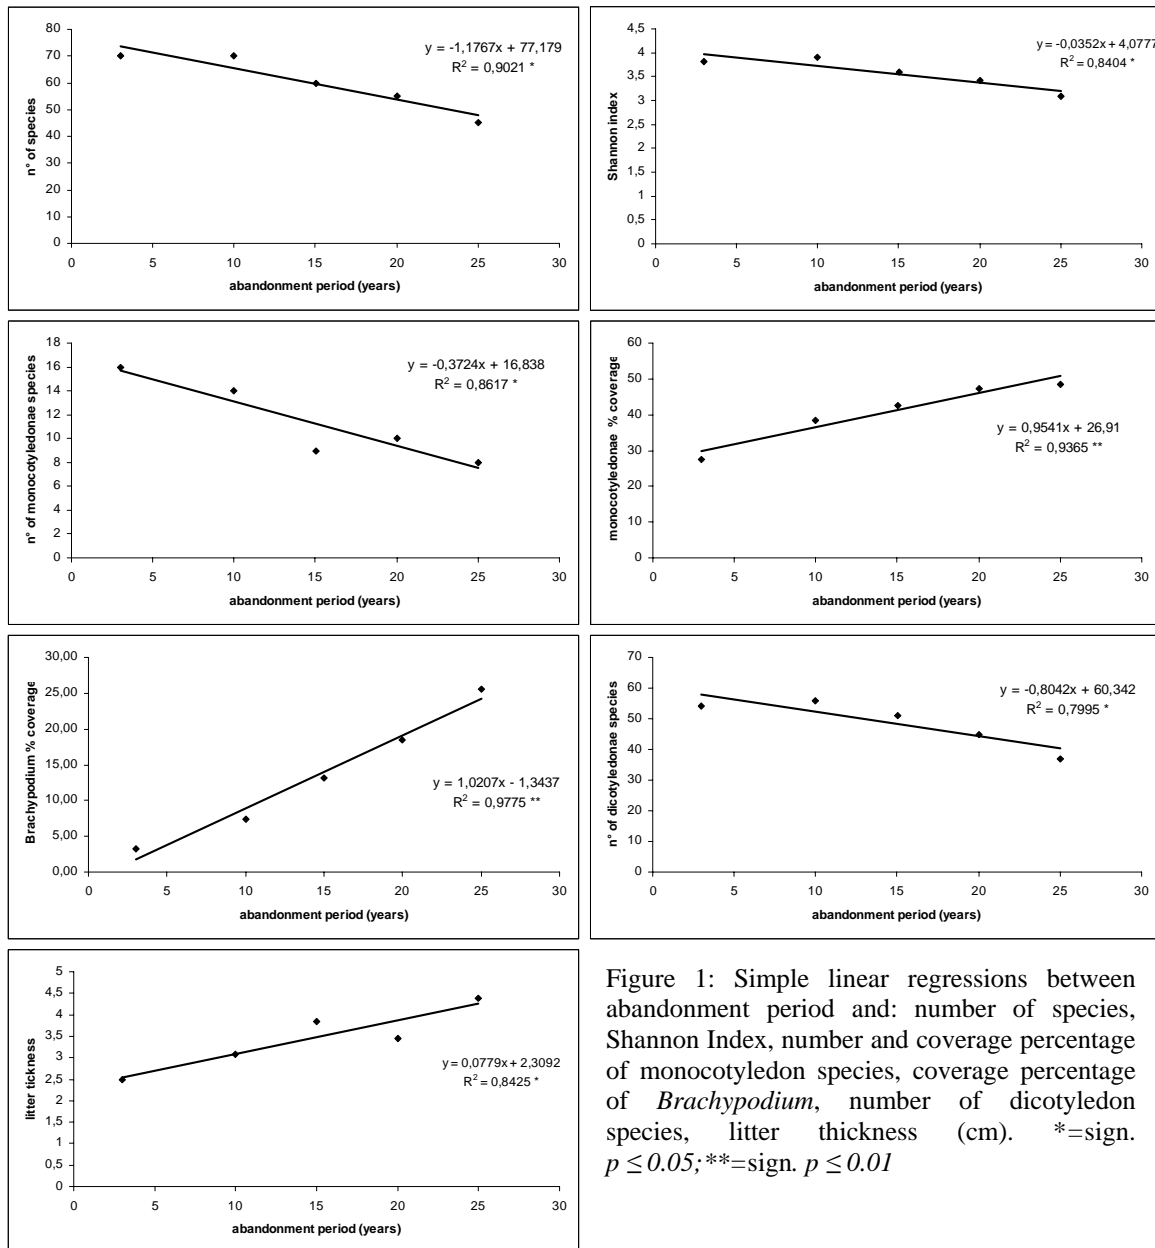 80
70
60
50
40
30
20
10
0
n° of species
y = -1,1767x + 77,179
R² = 0,9021 *
0 5 10 15 20 25 30
abandonment period (years)
4,5
4
3,5
3
2,5
2
1,5
1
0,5
0
Shannon index
y = -0,0352x + 4,0777
R² = 0,8404 *
0 5 10 15 20 25 30
abandonment period (years)
18
16
14
12
10
8
6
4
2
0
n° of monocotyledonae species
y = -0,3724x + 16,838
R² = 0,8617 *
0 5 10 15 20 25 30
abandonment period (years)
60
50
40
30
20
10
0
monocotyledonae % coverage
y = 0,9541x + 26,91
R² = 0,9365 **
0 5 10 15 20 25 30
abandonment period (years)
30,00
25,00
20,00
15,00
10,00
5,00
0,00
Brachypodium % coverage
y = 1,0207x - 1,3437
R² = 0,9775 **
0 5 10 15 20 25 30
abandonment period (years)
70
60
50
40
30
20
10
0
n° of dicotyledonae species
y = -0,8042x + 60,342
R² = 0,7995 *
0 5 10 15 20 25 30
abandonment period (years)
5
4,5
4
3,5
3
2,5
2
1,5
1
0,5
0
litter tickness
y = 0,0779x + 2,3092
R² = 0,8425 *
0 5 10 15 20 25 30
abandonment period (years)
Figure 1: Simple linear regressions between
abandonment period and: number of species,
Shannon Index, number and coverage percentage
of monocotyledon species, coverage percentage
of Brachypodium, number of dicotyledon
species, litter thickness (cm). *=sign.
p ≤ 0.05; **=sign. p ≤ 0.01